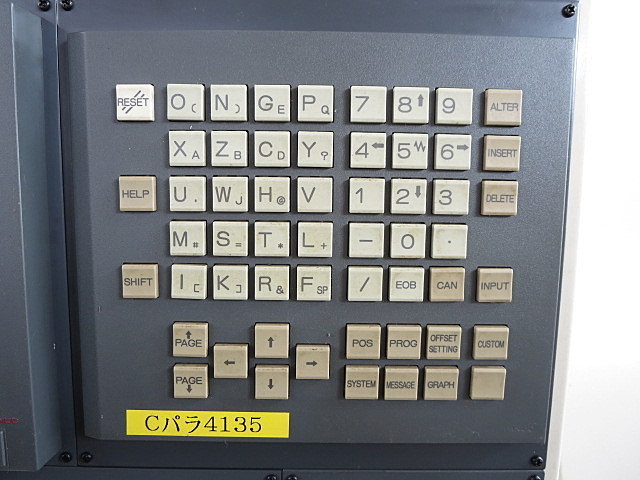 RESET O ( N ) G E P Q 7 8 ↑ 9 ALTER
X A Z B C D Y ? 4 ← 5 6 → INSERT
HELP U , W J H @ V 1 2 ↓ 3 DELETE
M # S = T * L + - 0 .
SHIFT I [ K ] R & F SP / EOB CAN INPUT
↑ PAGE ← ↑ → POS PROG OFFSET SETTING CUSTOM
PAGE ↓ ↓ SYSTEM MESSAGE GRAPH
Cパラ4135